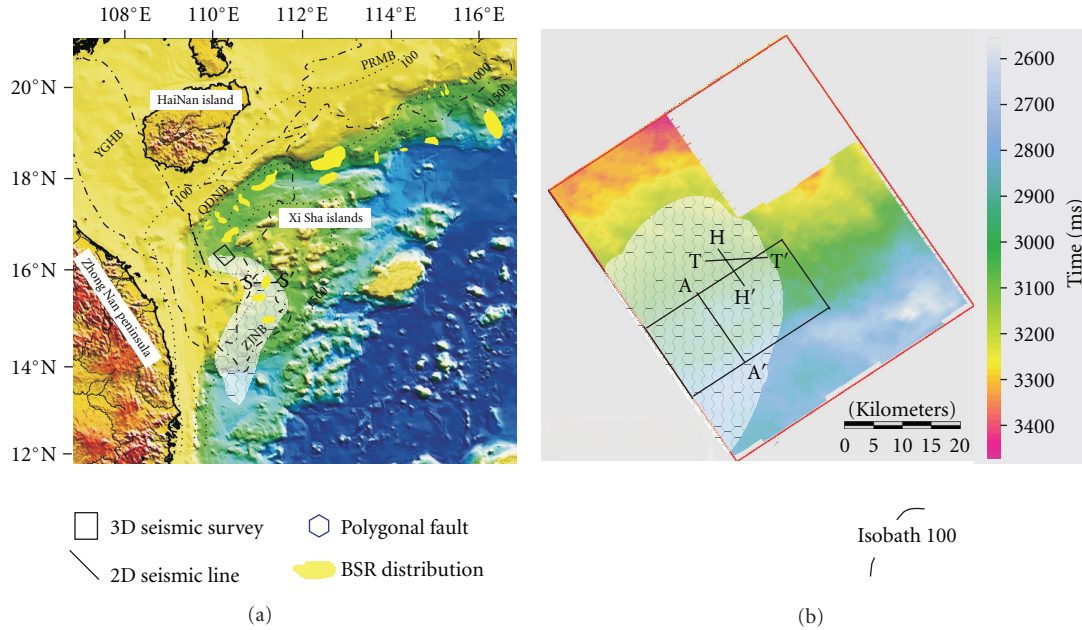 108°E 110°E 112°E 114°E 116°E
20°N
18°N
16°N
14°N
12°N
PRMB
100
1000
1500
HaiNan island
YGHB
100
QDNB
Xi Sha islands
S
S
Zhong Nan peninsula
ZJNB
3D seismic survey
Polygonal fault
2D seismic line
BSR distribution
(a)
H
T
T′
A
H′
A′
(Kilometers)
0 5 10 15 20
2600
2700
2800
2900
3000
3100
3200
3300
3400
Time (ms)
Isobath 100
(b)